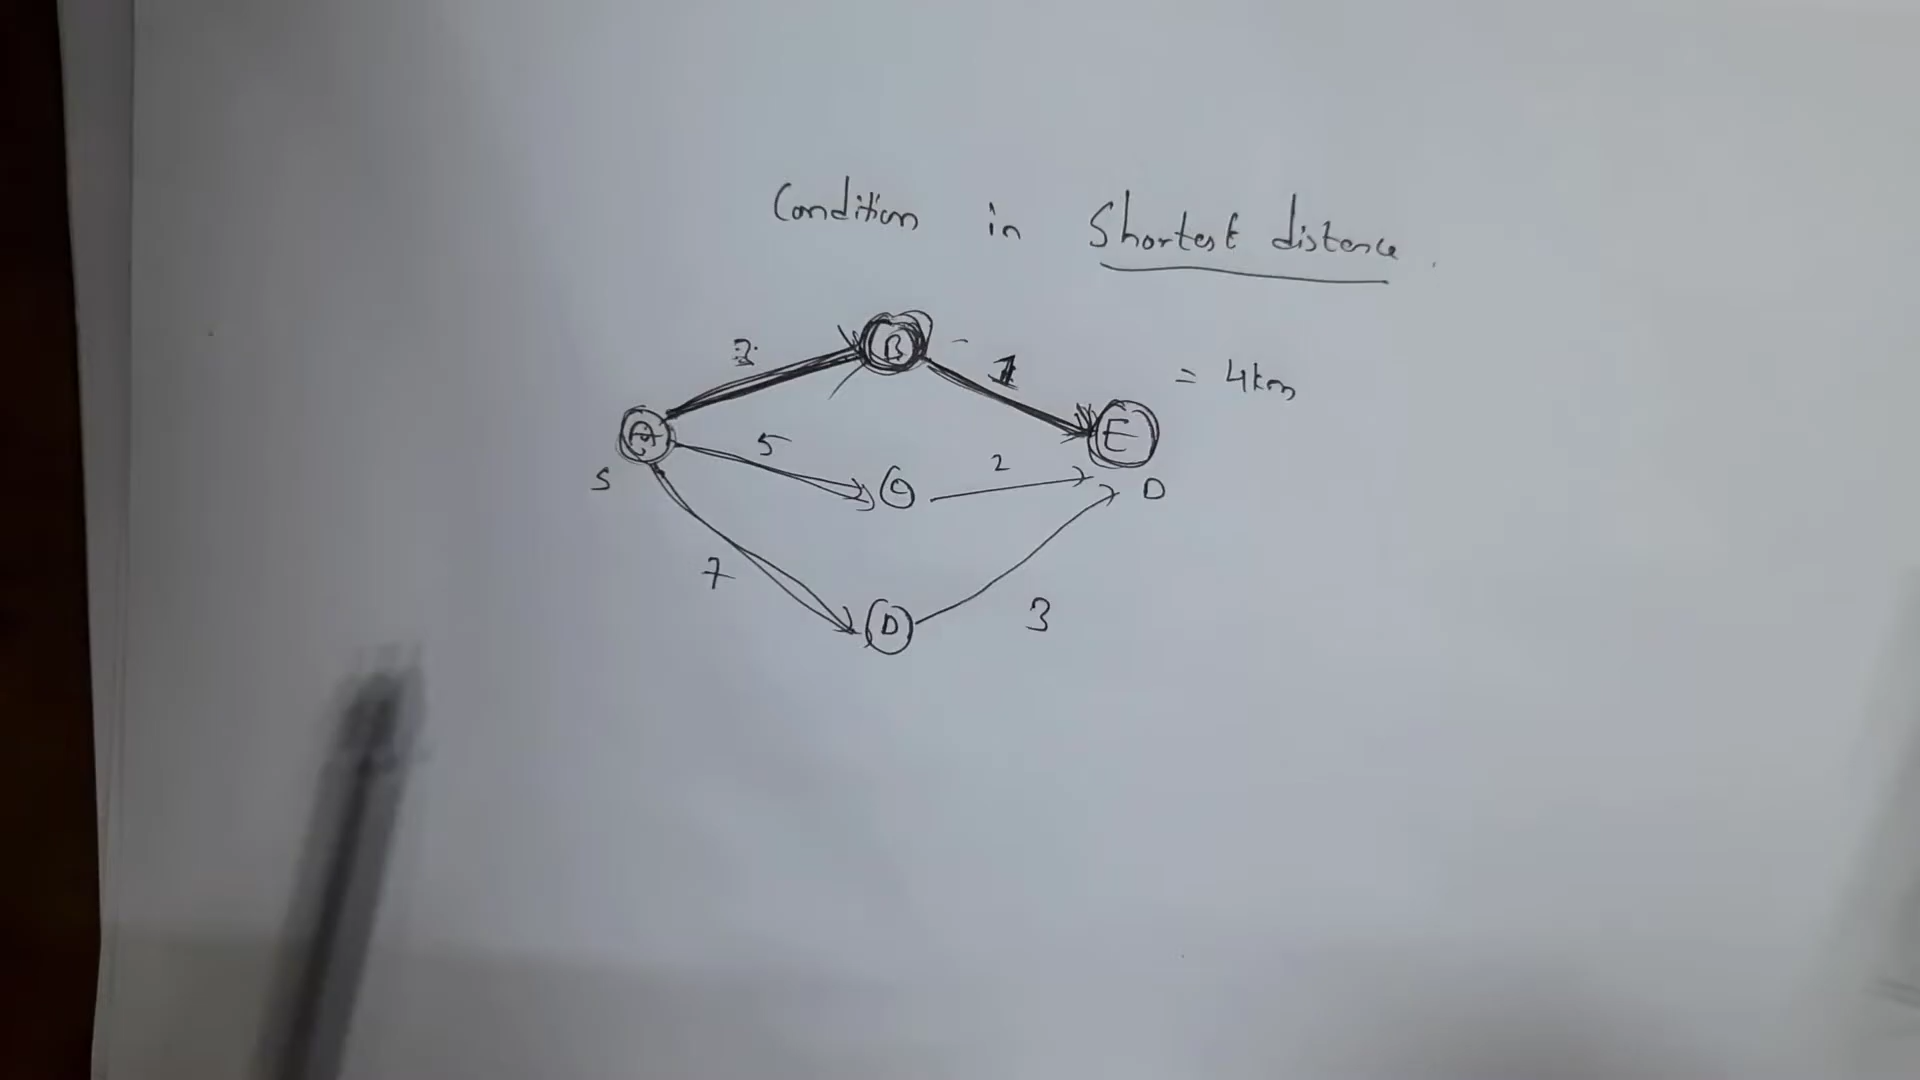 Condition in Shortest distance
3 B 1 = 4km
A 5 E
S 2 D
7 D 3